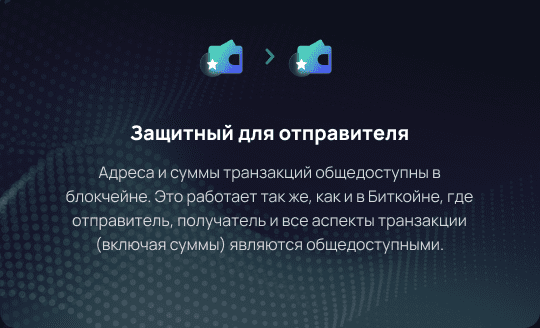 Защитный для отправителя
Адреса и суммы транзакций общедоступны в
блокчейне. Это работает так же, как и в Биткойне, где
отправитель, получатель и все аспекты транзакции
(включая суммы) являются общедоступными.